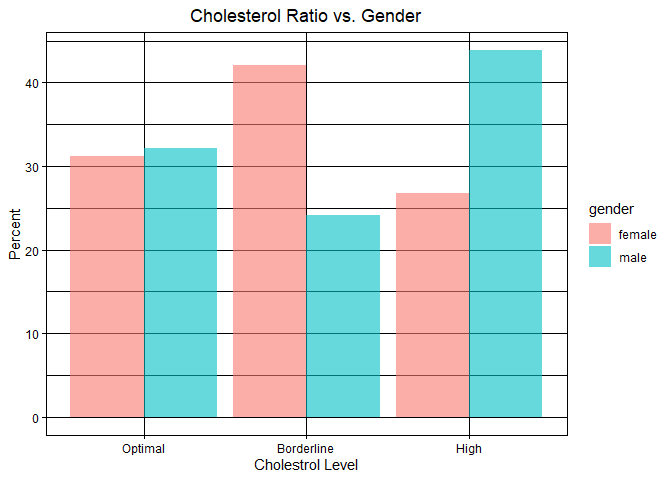 Cholesterol Ratio vs. Gender
Percent
40
30
20
10
0
Optimal Borderline High
Cholestrol Level
gender
female
male